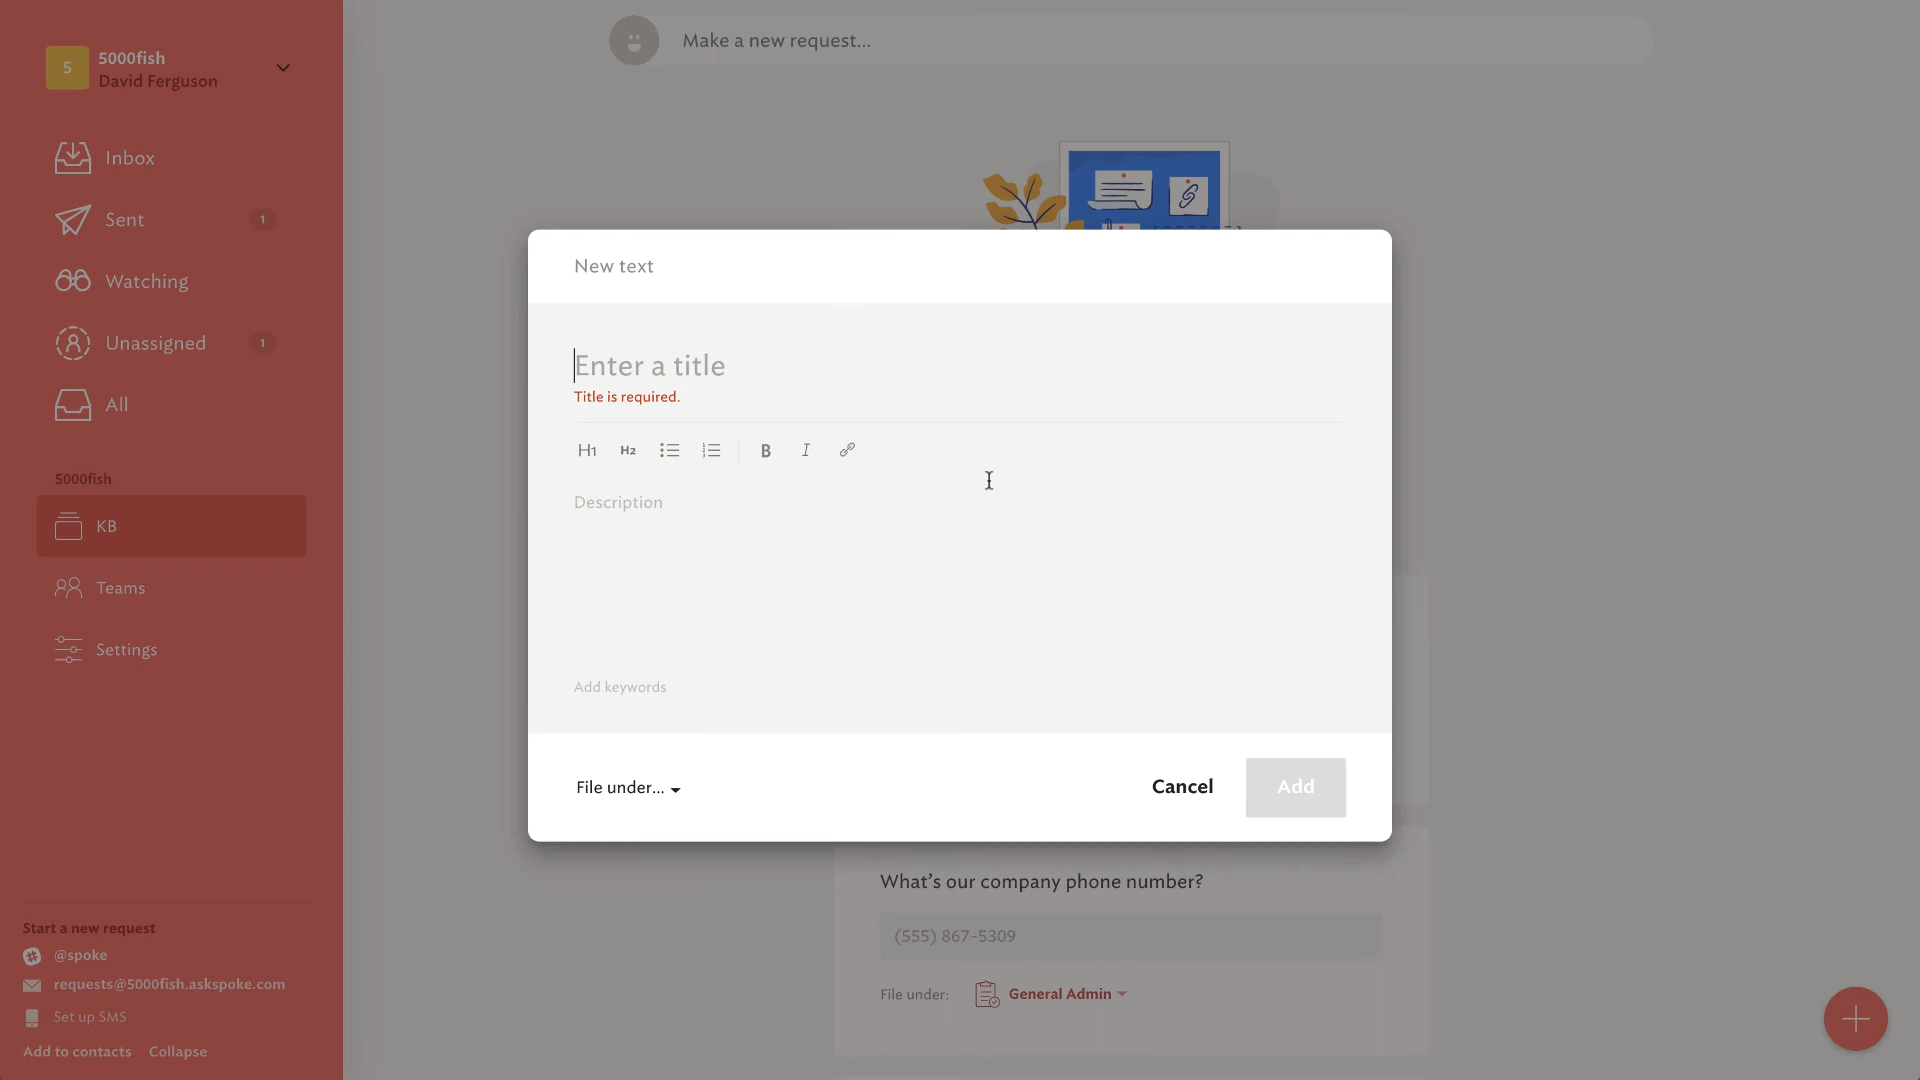 5
5000fish
David Ferguson
Inbox
Sent
1
Watching
Unassigned
1
All
5000fish
KB
Teams
Settings
Start a new request
@spoke
requests@5000fish.askspoke.com
Set up SMS
Add to contacts
Collapse
Make a new request...
New text
Enter a title
Title is required.
H1
H2
B
I
Description
Add keywords
File under...
Cancel
Add
What's our company phone number?
(555) 867-5309
File under:
General Admin